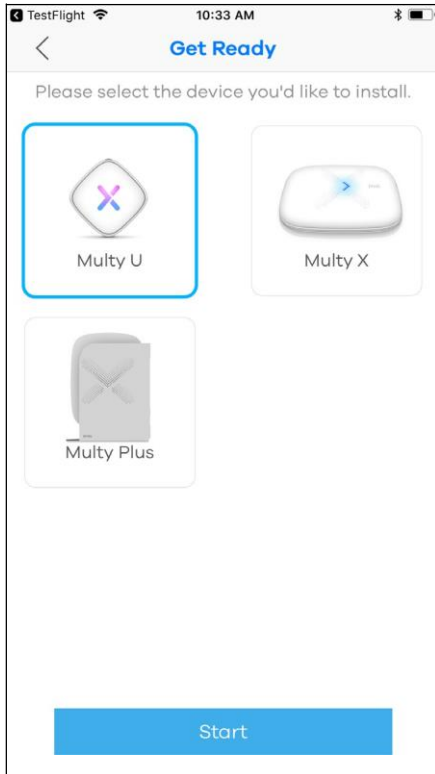 TestFlight 10:33 AM
Get Ready
Please select the device you'd like to install.
Multy U
Multy X
Multy Plus
Start